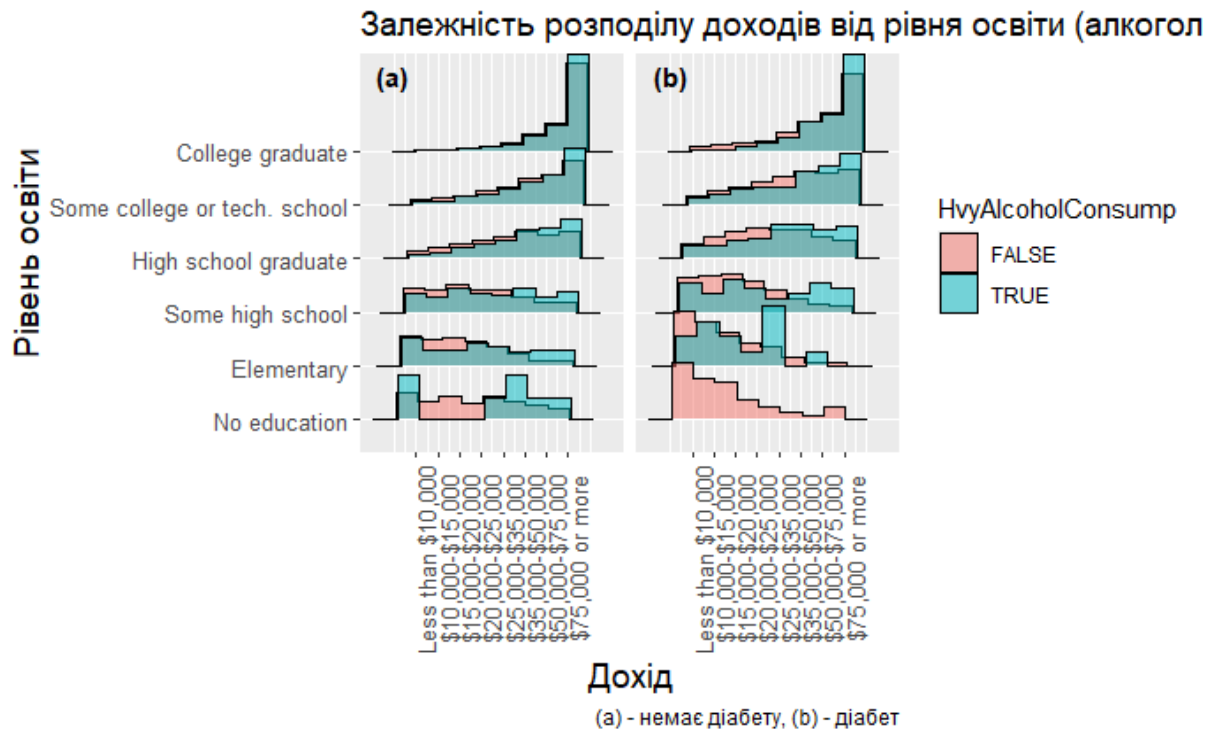 Залежність розподілу доходів від рівня освіти (алкогол
(a)
(b)
Рівень освіти
College graduate
Some college or tech. school
High school graduate
Some high school
Elementary
No education
HvyAlcoholConsump
FALSE
TRUE
Less than $10,000
$10,000-$15,000
$15,000-$20,000
$20,000-$25,000
$25,000-$35,000
$35,000-$50,000
$50,000-$75,000
$75,000 or more
Less than $10,000
$10,000-$15,000
$15,000-$20,000
$20,000-$25,000
$25,000-$35,000
$35,000-$50,000
$50,000-$75,000
$75,000 or more
Дохід
(a) - немає діабету, (b) - діабет